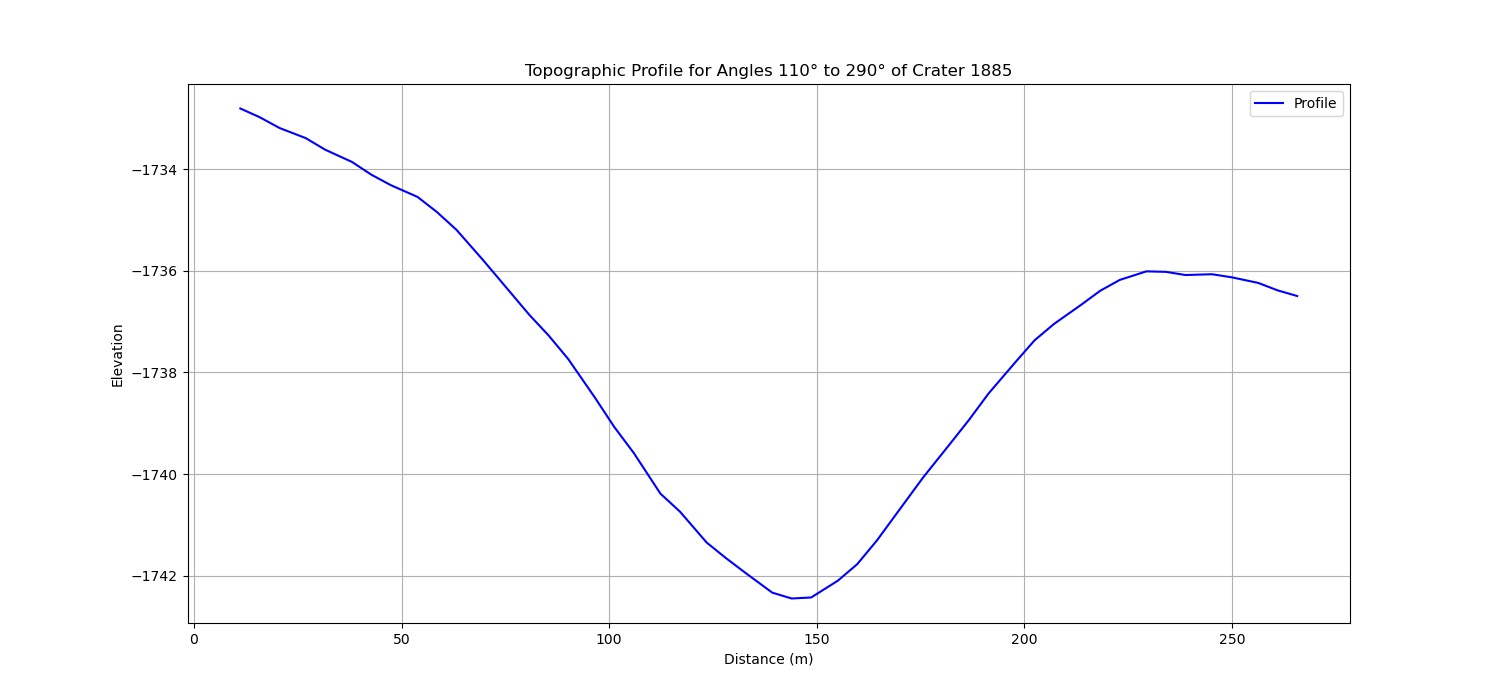 Topographic Profile for Angles 110° to 290° of Crater 1885
Profile
−1734
−1736
−1738
−1740
−1742
Elevation
0 50 100 150 200 250
Distance (m)